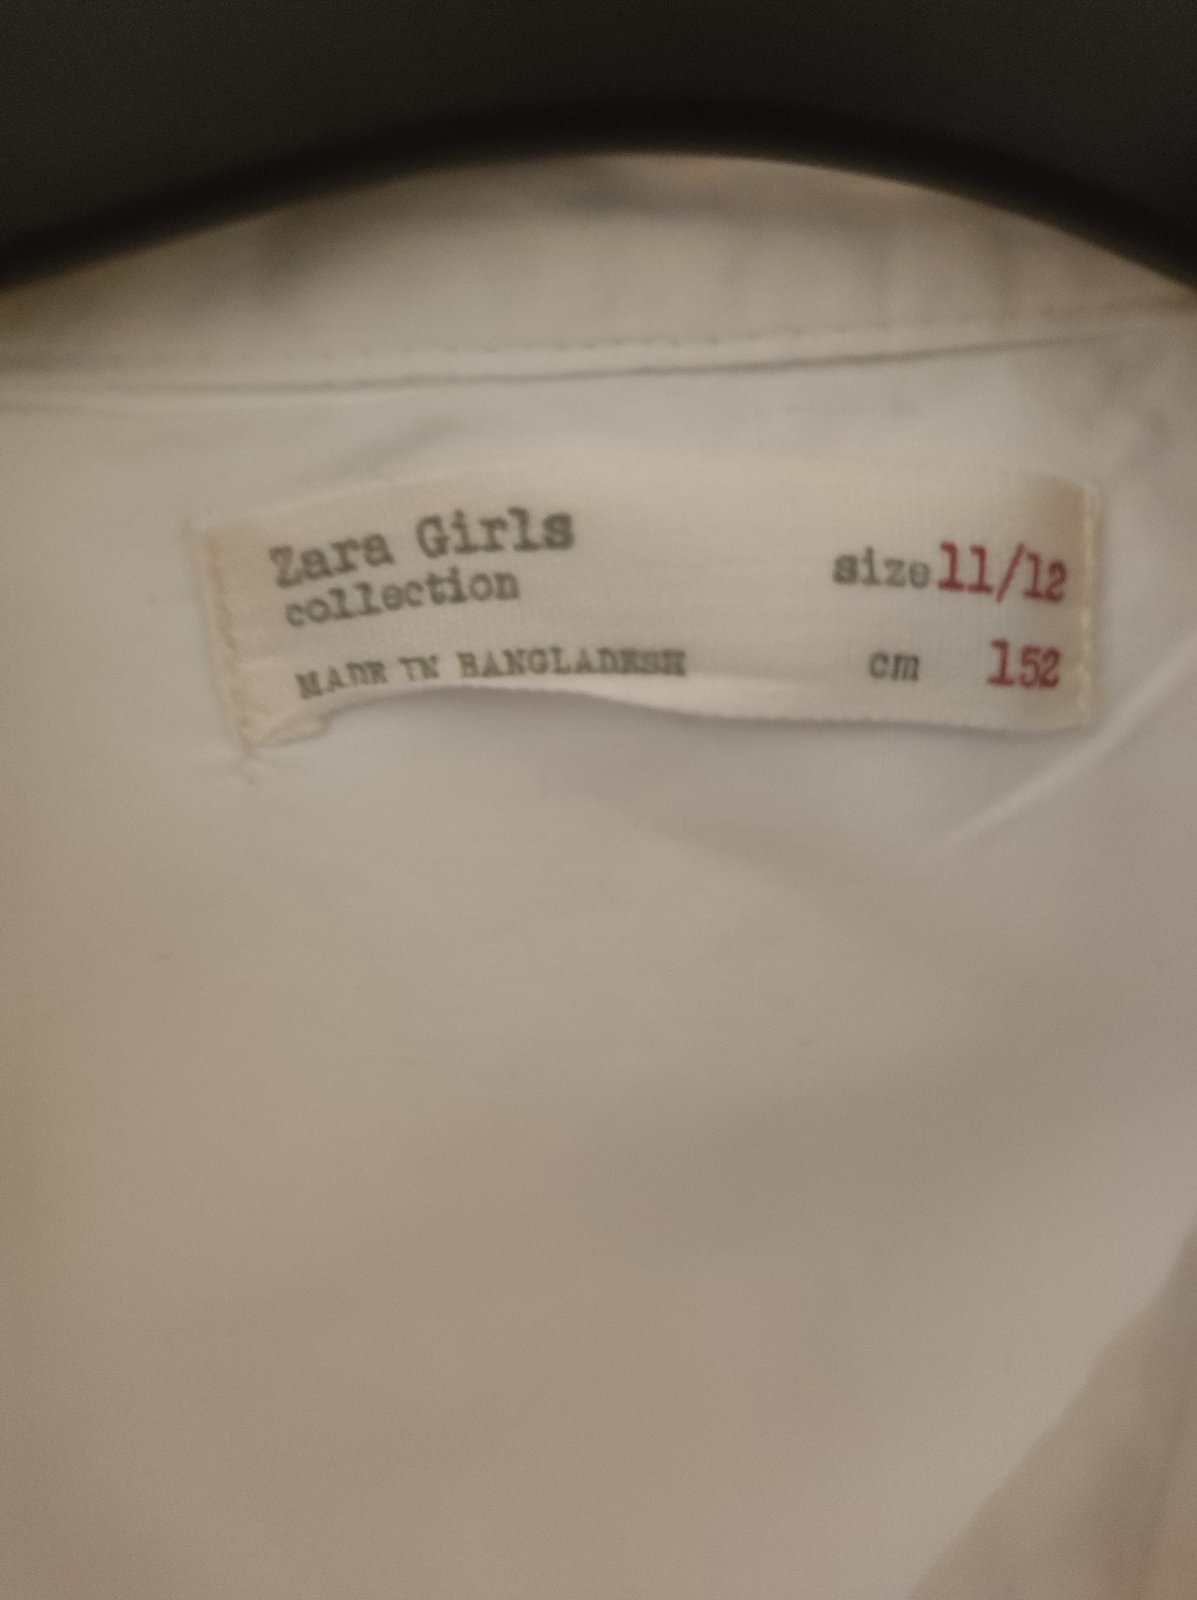 Zara Girls
collection
MADE IN BANGLADESH
size 11/12
cm 152